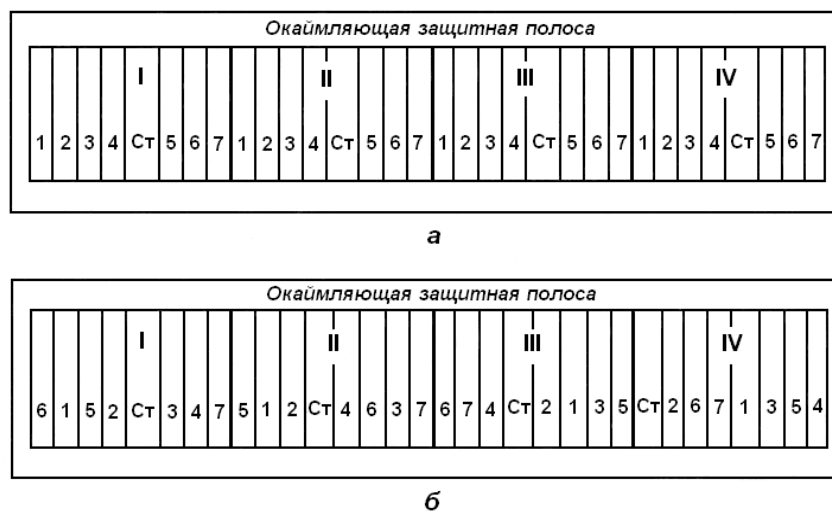 Окаймляющая защитная полоса
I II III IV
1 2 3 4 Ст 5 6 7 1 2 3 4 Ст 5 6 7 1 2 3 4 Ст 5 6 7 1 2 3 4 Ст 5 6 7
а
Окаймляющая защитная полоса
I II III IV
6 1 5 2 Ст 3 4 7 5 1 2 Ст 4 6 3 7 6 7 4 Ст 2 1 3 5 Ст 2 6 7 1 3 5 4
б